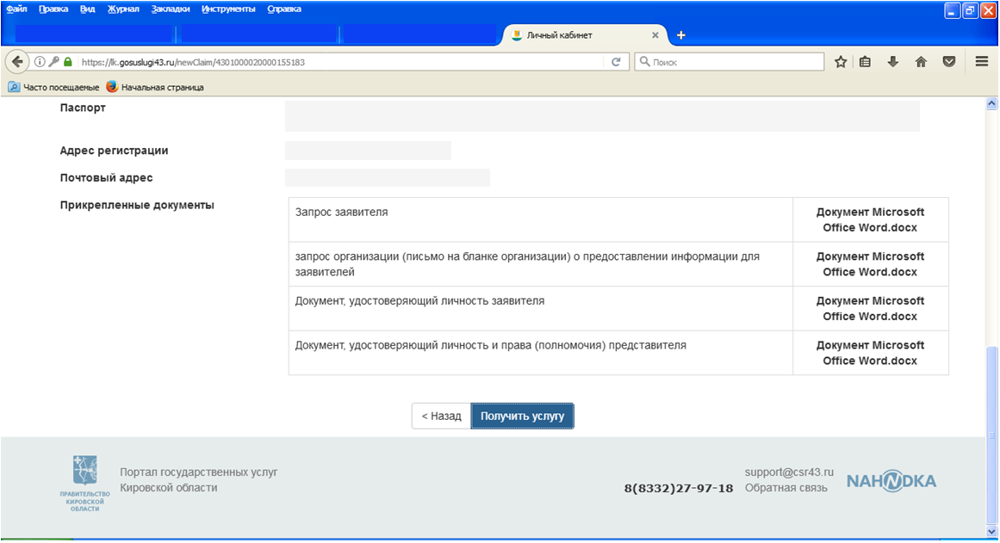 Файл Правка Вид Журнал Закладки Инструменты Справка
Личный кабинет
https://lk.gosuslugi43.ru/newClaim/4301000020000155183
Поиск
Часто посещаемые Начальная страница
Паспорт
Адрес регистрации
Почтовый адрес
Прикрепленные документы
Запрос заявителя
Документ Microsoft
Office Word.docx
запрос организации (письмо на бланке организации) о предоставлении информации для
заявителей
Документ Microsoft
Office Word.docx
Документ, удостоверяющий личность заявителя
Документ Microsoft
Office Word.docx
Документ, удостоверяющий личность и права (полномочия) представителя
Документ Microsoft
Office Word.docx
< Назад
Получить услугу
ПРАВИТЕЛЬСТВО
КИРОВСКОЙ
ОБЛАСТИ
Портал государственных услуг
Кировской области
8(8332)27-97-18
support@csr43.ru
Обратная связь
NAHODKA